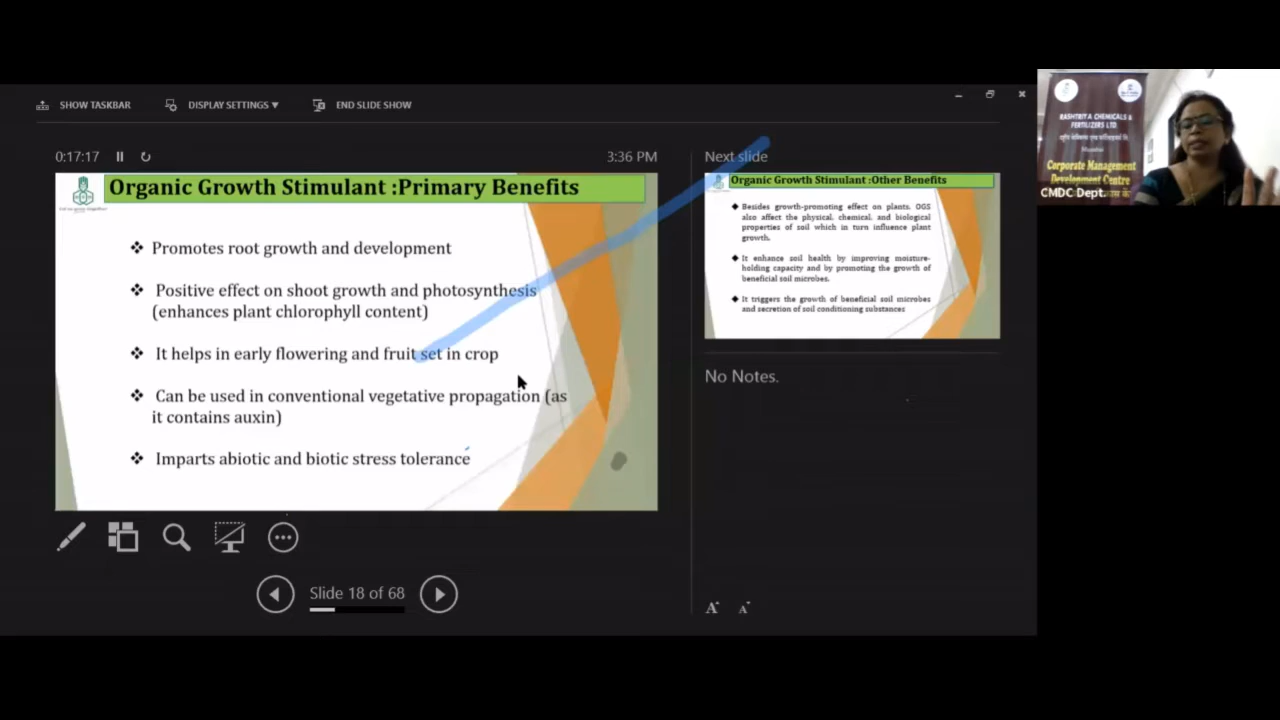 SHOW TASKBAR
DISPLAY SETTINGS ▼
END SLIDE SHOW
0:17:17
3:36 PM
Organic Growth Stimulant :Primary Benefits
❖ Promotes root growth and development
❖ Positive effect on shoot growth and photosynthesis
(enhances plant chlorophyll content)
❖ It helps in early flowering and fruit set in crop
❖ Can be used in conventional vegetative propagation (as
it contains auxin)
❖ Imparts abiotic and biotic stress tolerance
Slide 18 of 68
Next slide
Organic Growth Stimulant :Other Benefits
◆ Besides growth-promoting effect on plants. OGS
also affect the physical, chemical, and biological
properties of soil which in turn influence plant
growth.
◆ It enhance soil health by improving moisture-
holding capacity and by promoting the growth of
beneficial soil microbes.
◆ It triggers the growth of beneficial soil microbes
and secretion of soil conditioning substances
No Notes.
A A
RASHTRIYA CHEMICALS &
FERTILIZERS LTD
Mumbai
Corporate Management
Development Centre
CMDC Dept.